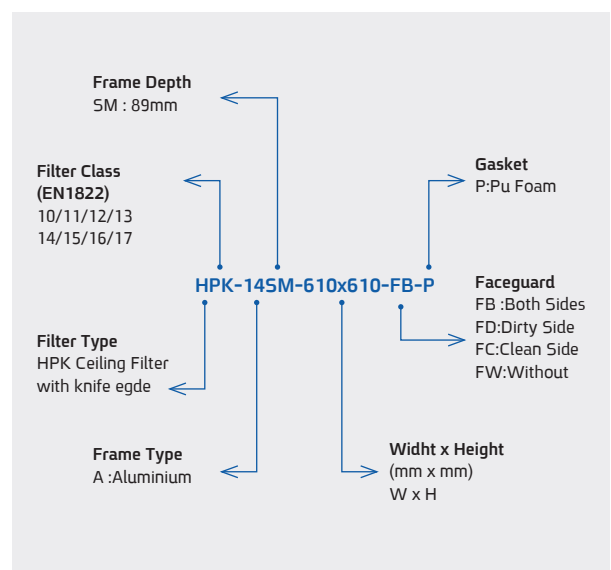 Frame Depth
SM : 89mm
Filter Class
(EN1822)
10/11/12/13
14/15/16/17
Gasket
P:Pu Foam
HPK-14SM-610x610-FB-P
Faceguard
FB :Both Sides
FD:Dirty Side
FC:Clean Side
FW:Without
Filter Type
HPK Ceiling Filter
with knife egde
Frame Type
A :Aluminium
Widht x Height
(mm x mm)
W x H